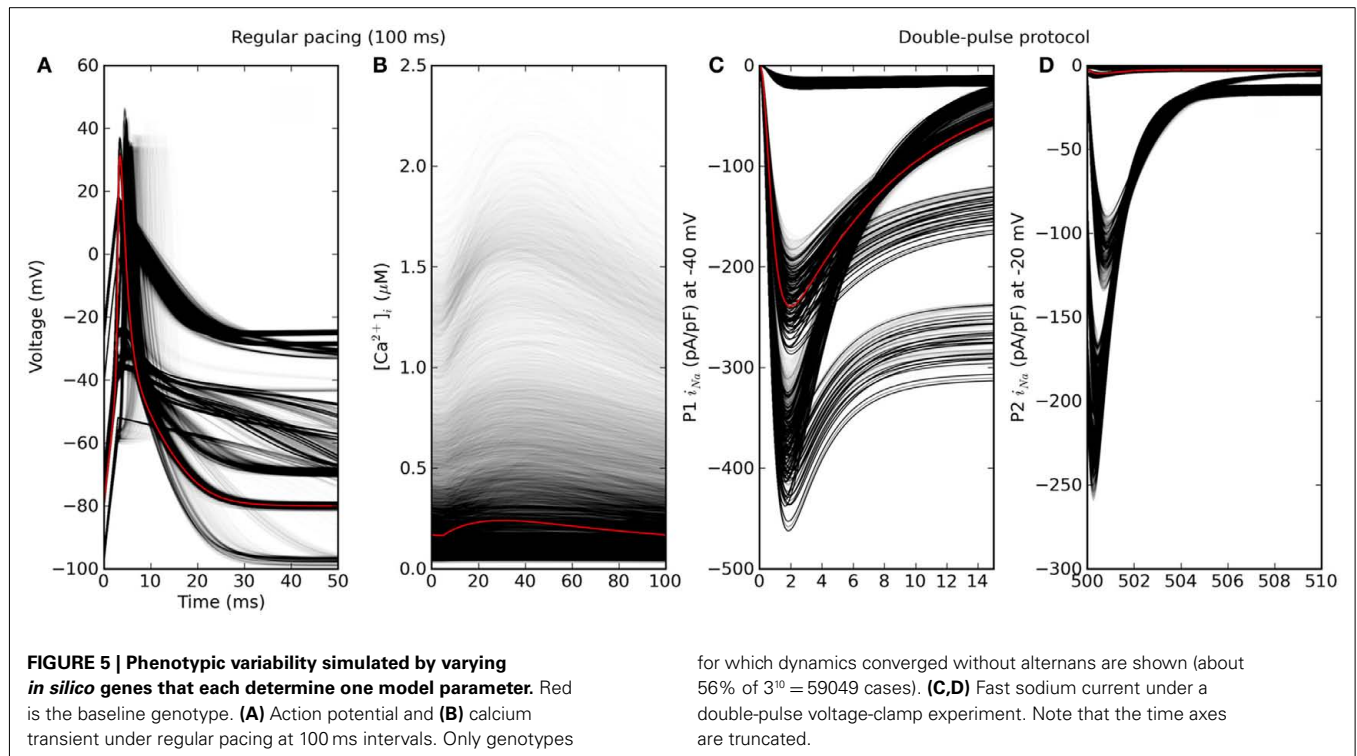 Regular pacing (100 ms)
Double-pulse protocol
A
B
C
D
60
40
20
0
−20
−40
−60
−80
−100
Voltage (mV)
0
10
20
30
40
50
Time (ms)
2.5
2.0
1.5
1.0
0.5
0.0
[Ca²⁺]ᵢ (μM)
0
20
40
60
80
100
0
−100
−200
−300
−400
−500
P1 i_Na (pA/pF) at -40 mV
0
2
4
6
8
10
12
14
0
−50
−100
−150
−200
−250
−300
P2 i_Na (pA/pF) at -20 mV
500
502
504
506
508
510
FIGURE 5 | Phenotypic variability simulated by varying
in silico genes that each determine one model parameter. Red
is the baseline genotype. (A) Action potential and (B) calcium
transient under regular pacing at 100 ms intervals. Only genotypes
for which dynamics converged without alternans are shown (about
56% of 3¹⁰ = 59049 cases). (C,D) Fast sodium current under a
double-pulse voltage-clamp experiment. Note that the time axes
are truncated.